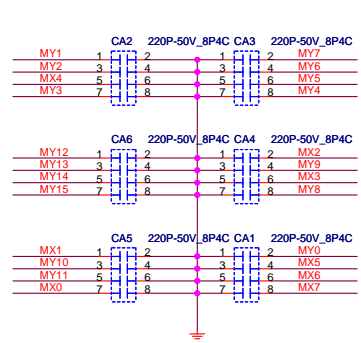 CA2 220P-50V_8P4C CA3 220P-50V_8P4C
MY1 1 2 1 2 MY7
MY2 3 4 3 4 MY6
MX4 5 6 5 6 MY5
MY3 7 8 7 8 MY4
CA6 220P-50V_8P4C CA4 220P-50V_8P4C
MY12 1 2 1 2 MX2
MY13 3 4 3 4 MY9
MY14 5 6 5 6 MX3
MY15 7 8 7 8 MY8
CA5 220P-50V_8P4C CA1 220P-50V_8P4C
MX1 1 2 1 2 MY0
MY10 3 4 3 4 MX5
MY11 5 6 5 6 MX6
MX0 7 8 7 8 MX7